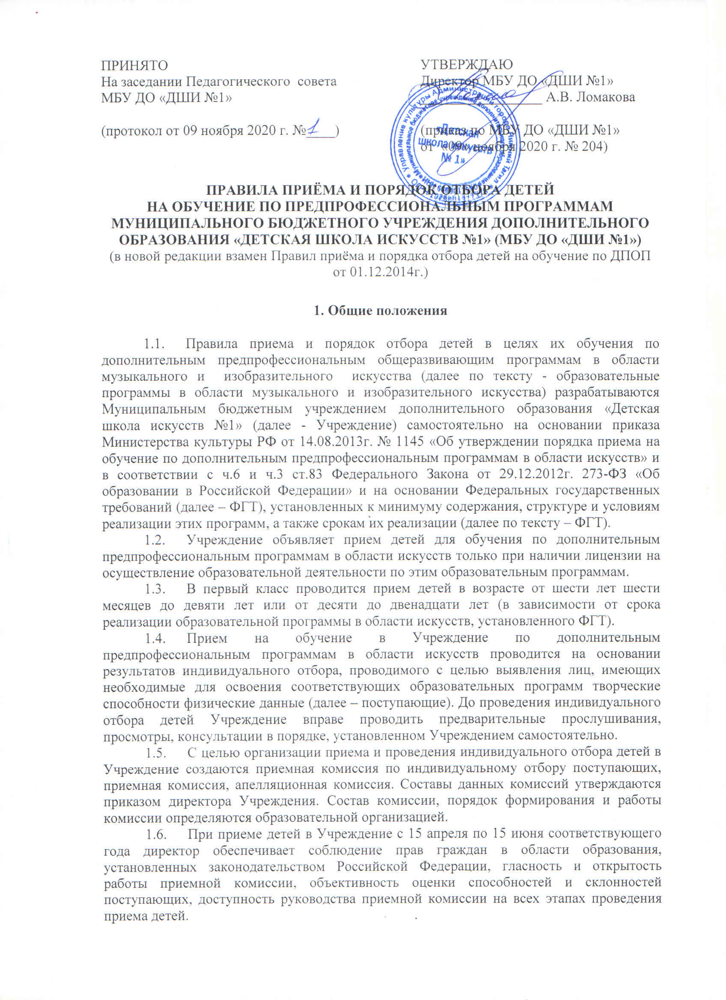 ПРИНЯТО
На заседании Педагогического совета
МБУ ДО «ДШИ №1»
(протокол от 09 ноября 2020 г. №1)
УТВЕРЖДАЮ
Директор МБУ ДО «ДШИ №1»
А.В. Ломакова
(приказ по МБУ ДО «ДШИ №1»
от «09» ноября 2020 г. № 204)
Управление культуры Администрации города Нижний Тагил
Муниципальное бюджетное учреждение дополнительного образования
«Детская
школа искусств
№ 1»
ПРАВИЛА ПРИЁМА И ПОРЯДОК ОТБОРА ДЕТЕЙ
НА ОБУЧЕНИЕ ПО ПРЕДПРОФЕССИОНАЛЬНЫМ ПРОГРАММАМ
МУНИЦИПАЛЬНОГО БЮДЖЕТНОГО УЧРЕЖДЕНИЯ ДОПОЛНИТЕЛЬНОГО
ОБРАЗОВАНИЯ «ДЕТСКАЯ ШКОЛА ИСКУССТВ №1» (МБУ ДО «ДШИ №1»)
(в новой редакции взамен Правил приёма и порядка отбора детей на обучение по ДПОП
от 01.12.2014г.)
1. Общие положения
1.1. Правила приема и порядок отбора детей в целях их обучения по
дополнительным предпрофессиональным общеразвивающим программам в области
музыкального и изобразительного искусства (далее по тексту - образовательные
программы в области музыкального и изобразительного искусства) разрабатываются
Муниципальным бюджетным учреждением дополнительного образования «Детская
школа искусств №1» (далее - Учреждение) самостоятельно на основании приказа
Министерства культуры РФ от 14.08.2013г. № 1145 «Об утверждении порядка приема на
обучение по дополнительным предпрофессиональным программам в области искусств» и
в соответствии с ч.6 и ч.3 ст.83 Федерального Закона от 29.12.2012г. 273-ФЗ «Об
образовании в Российской Федерации» и на основании Федеральных государственных
требований (далее – ФГТ), установленных к минимуму содержания, структуре и условиям
реализации этих программ, а также срокам их реализации (далее по тексту – ФГТ).
1.2. Учреждение объявляет прием детей для обучения по дополнительным
предпрофессиональным программам в области искусств только при наличии лицензии на
осуществление образовательной деятельности по этим образовательным программам.
1.3. В первый класс проводится прием детей в возрасте от шести лет шести
месяцев до девяти лет или от десяти до двенадцати лет (в зависимости от срока
реализации образовательной программы в области искусств, установленного ФГТ).
1.4. Прием на обучение в Учреждение по дополнительным
предпрофессиональным программам в области искусств проводится на основании
результатов индивидуального отбора, проводимого с целью выявления лиц, имеющих
необходимые для освоения соответствующих образовательных программ творческие
способности физические данные (далее – поступающие). До проведения индивидуального
отбора детей Учреждение вправе проводить предварительные прослушивания,
просмотры, консультации в порядке, установленном Учреждением самостоятельно.
1.5. С целью организации приема и проведения индивидуального отбора детей в
Учреждение создаются приемная комиссия по индивидуальному отбору поступающих,
приемная комиссия, апелляционная комиссия. Составы данных комиссий утверждаются
приказом директора Учреждения. Состав комиссии, порядок формирования и работы
комиссии определяются образовательной организацией.
1.6. При приеме детей в Учреждение с 15 апреля по 15 июня соответствующего
года директор обеспечивает соблюдение прав граждан в области образования,
установленных законодательством Российской Федерации, гласность и открытость
работы приемной комиссии, объективность оценки способностей и склонностей
поступающих, доступность руководства приемной комиссии на всех этапах проведения
приема детей.